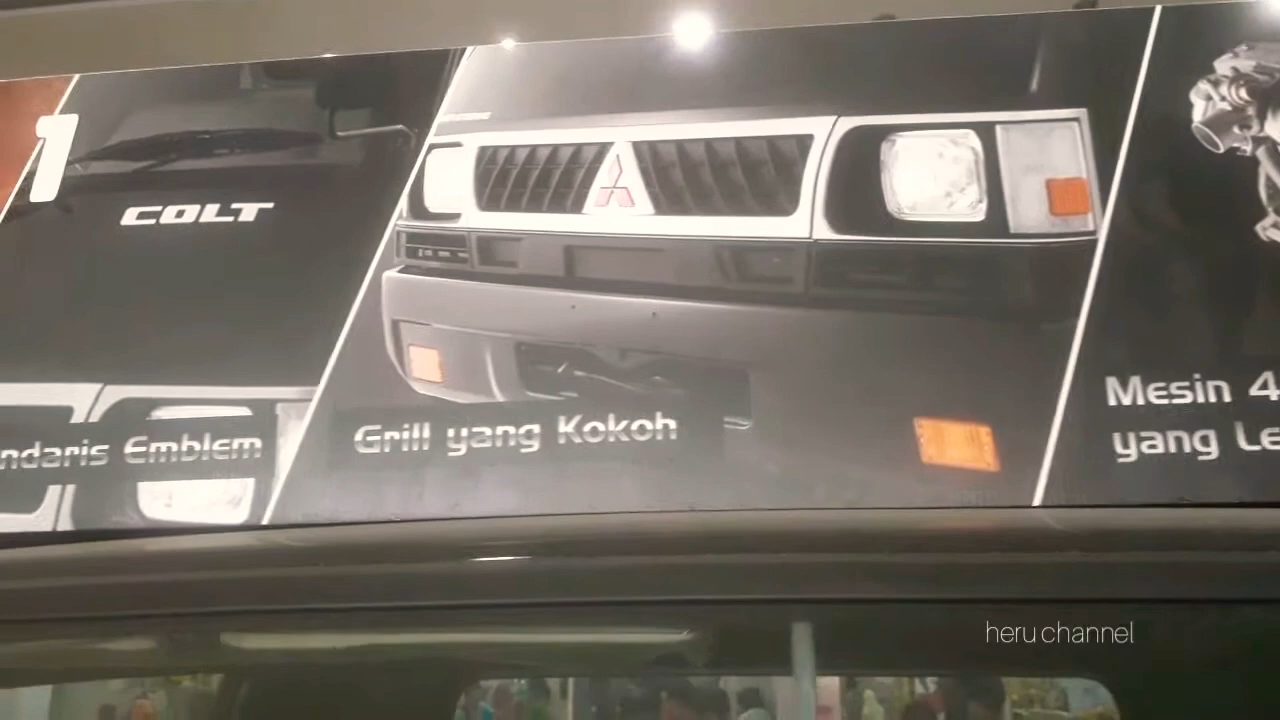 1
COLT
ndaris Emblem
Grill yang Kokoh
Mesin 4
yang Le
heru channel